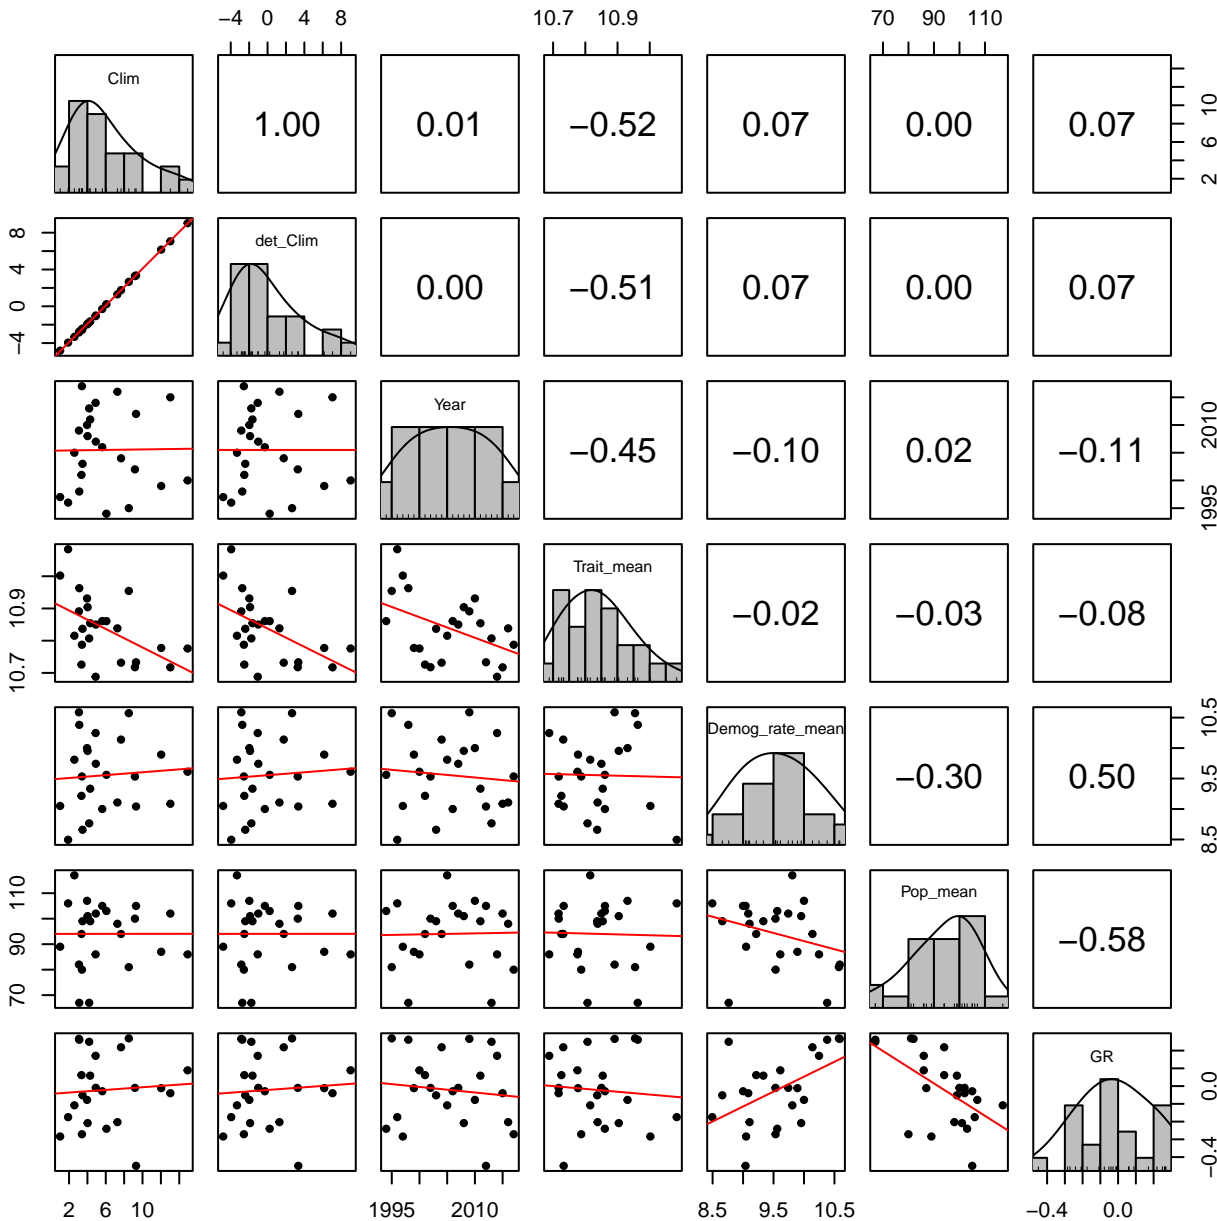 −4 0 4 8 10.7 10.9 70 90 110
Clim 1.00 0.01 −0.52 0.07 0.00 0.07 2 6 10
−4 0 4 8 det_Clim 0.00 −0.51 0.07 0.00 0.07
Year −0.45 −0.10 0.02 −0.11 1995 2010
10.7 10.9 Trait_mean −0.02 −0.03 −0.08
Demog_rate_mean −0.30 0.50 8.5 9.5 10.5
70 90 110 Pop_mean −0.58
GR −0.4 0.0
2 6 10 1995 2010 8.5 9.5 10.5 −0.4 0.0